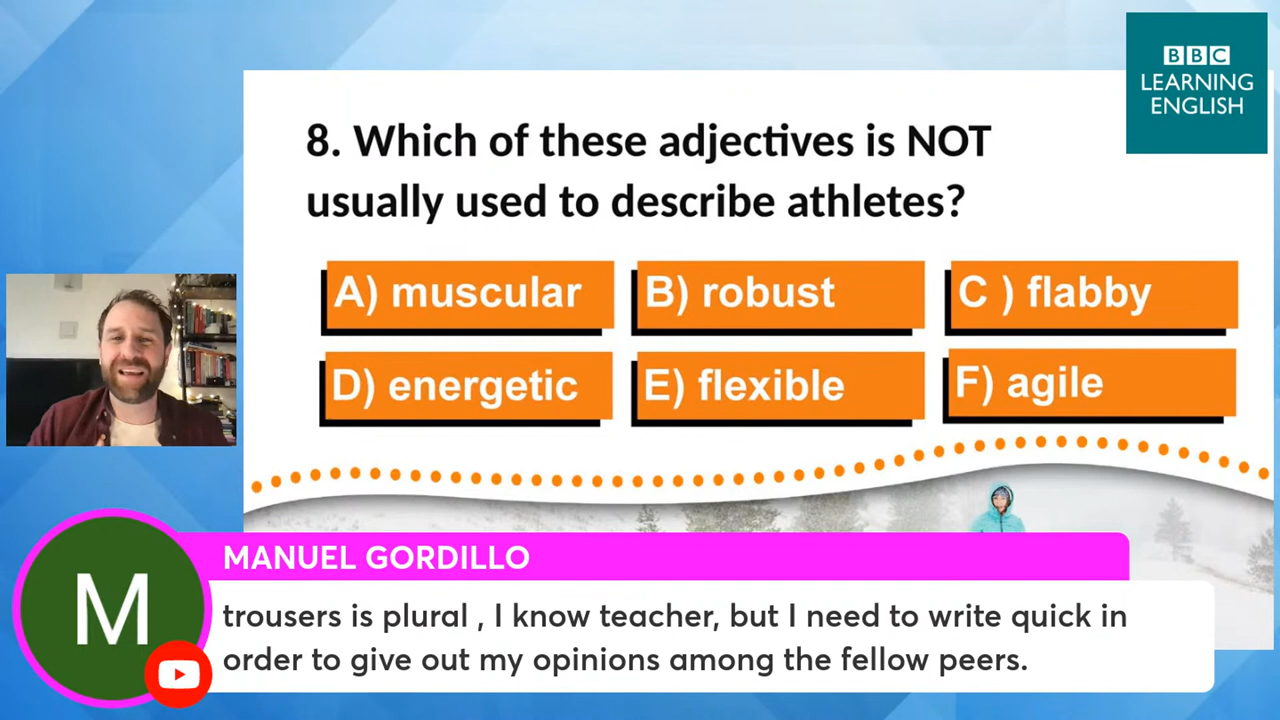 BBC
LEARNING
ENGLISH
8. Which of these adjectives is NOT
usually used to describe athletes?
A) muscular
B) robust
C ) flabby
D) energetic
E) flexible
F) agile
M
MANUEL GORDILLO
trousers is plural , I know teacher, but I need to write quick in
order to give out my opinions among the fellow peers.